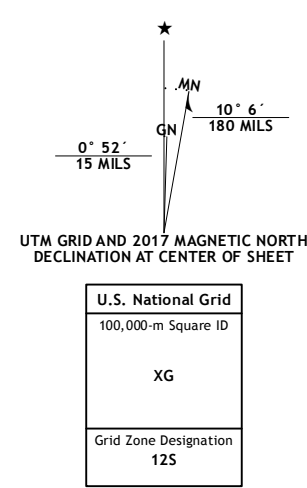 ★
MN
GN
10° 6´
180 MILS
0° 52´
15 MILS
UTM GRID AND 2017 MAGNETIC NORTH
DECLINATION AT CENTER OF SHEET
U.S. National Grid
100,000-m Square ID
XG
Grid Zone Designation
12S